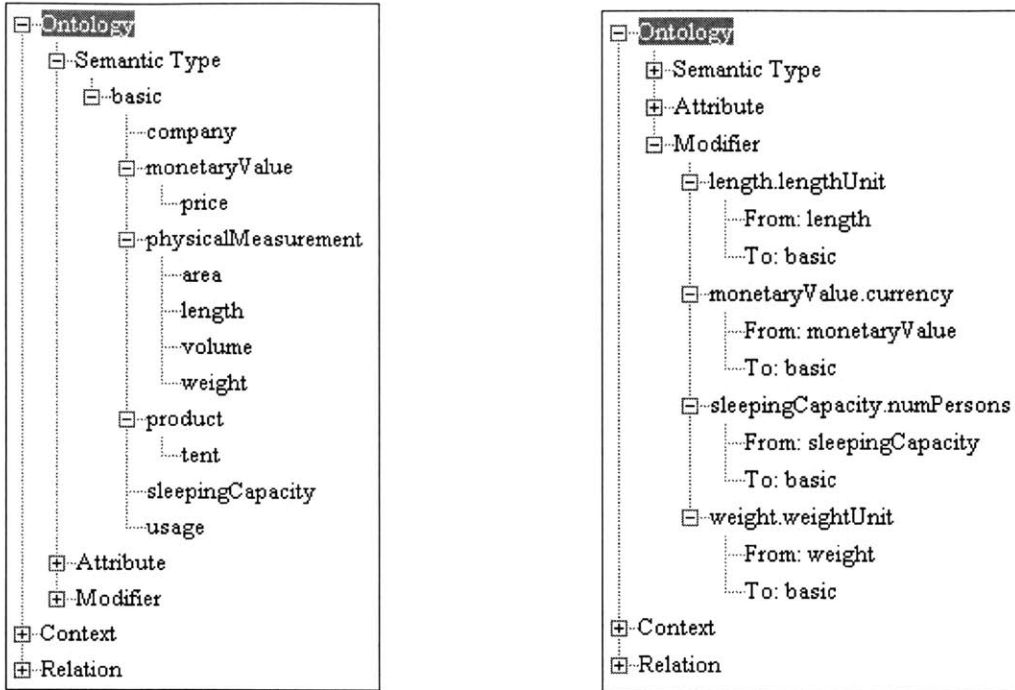 Ontology
Semantic Type
basic
company
monetaryValue
price
physicalMeasurement
area
length
volume
weight
product
tent
sleepingCapacity
usage
Attribute
Modifier
Context
Relation
Ontology
Semantic Type
Attribute
Modifier
length.lengthUnit
From: length
To: basic
monetaryValue.currency
From: monetaryValue
To: basic
sleepingCapacity.numPersons
From: sleepingCapacity
To: basic
weight.weightUnit
From: weight
To: basic
Context
Relation